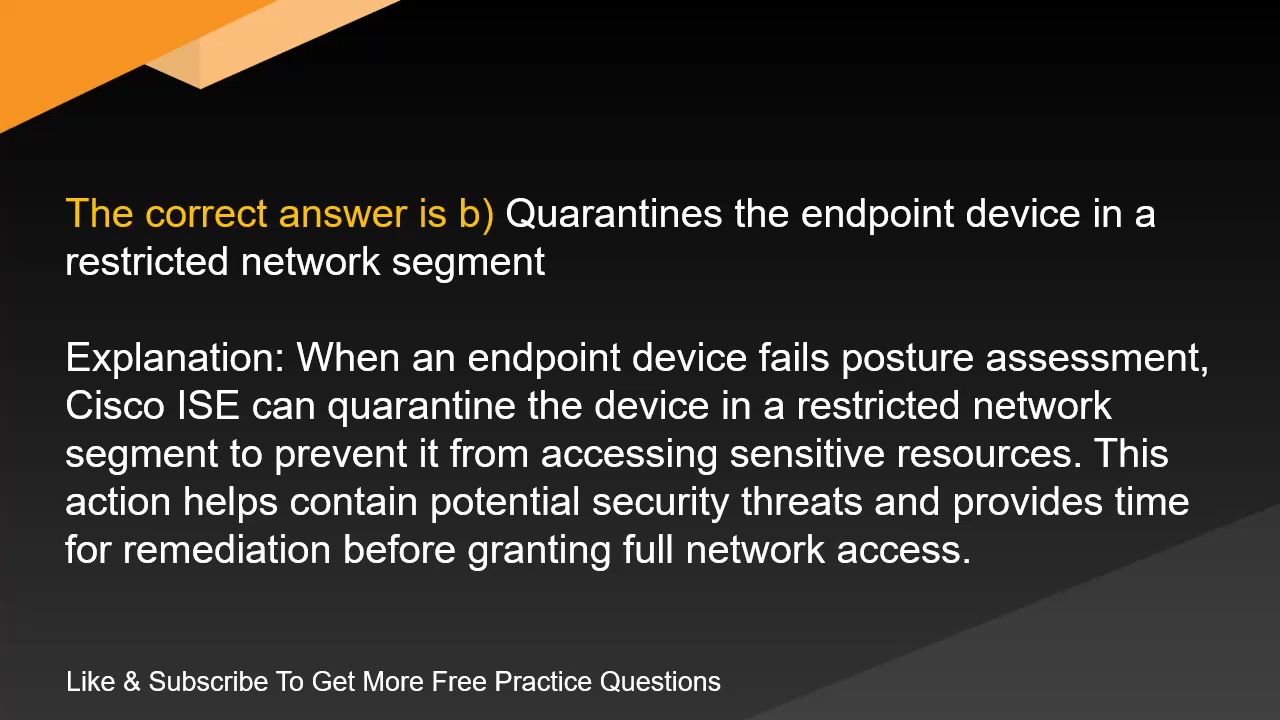 The correct answer is b) Quarantines the endpoint device in a
restricted network segment
Explanation: When an endpoint device fails posture assessment,
Cisco ISE can quarantine the device in a restricted network
segment to prevent it from accessing sensitive resources. This
action helps contain potential security threats and provides time
for remediation before granting full network access.
Like & Subscribe To Get More Free Practice Questions